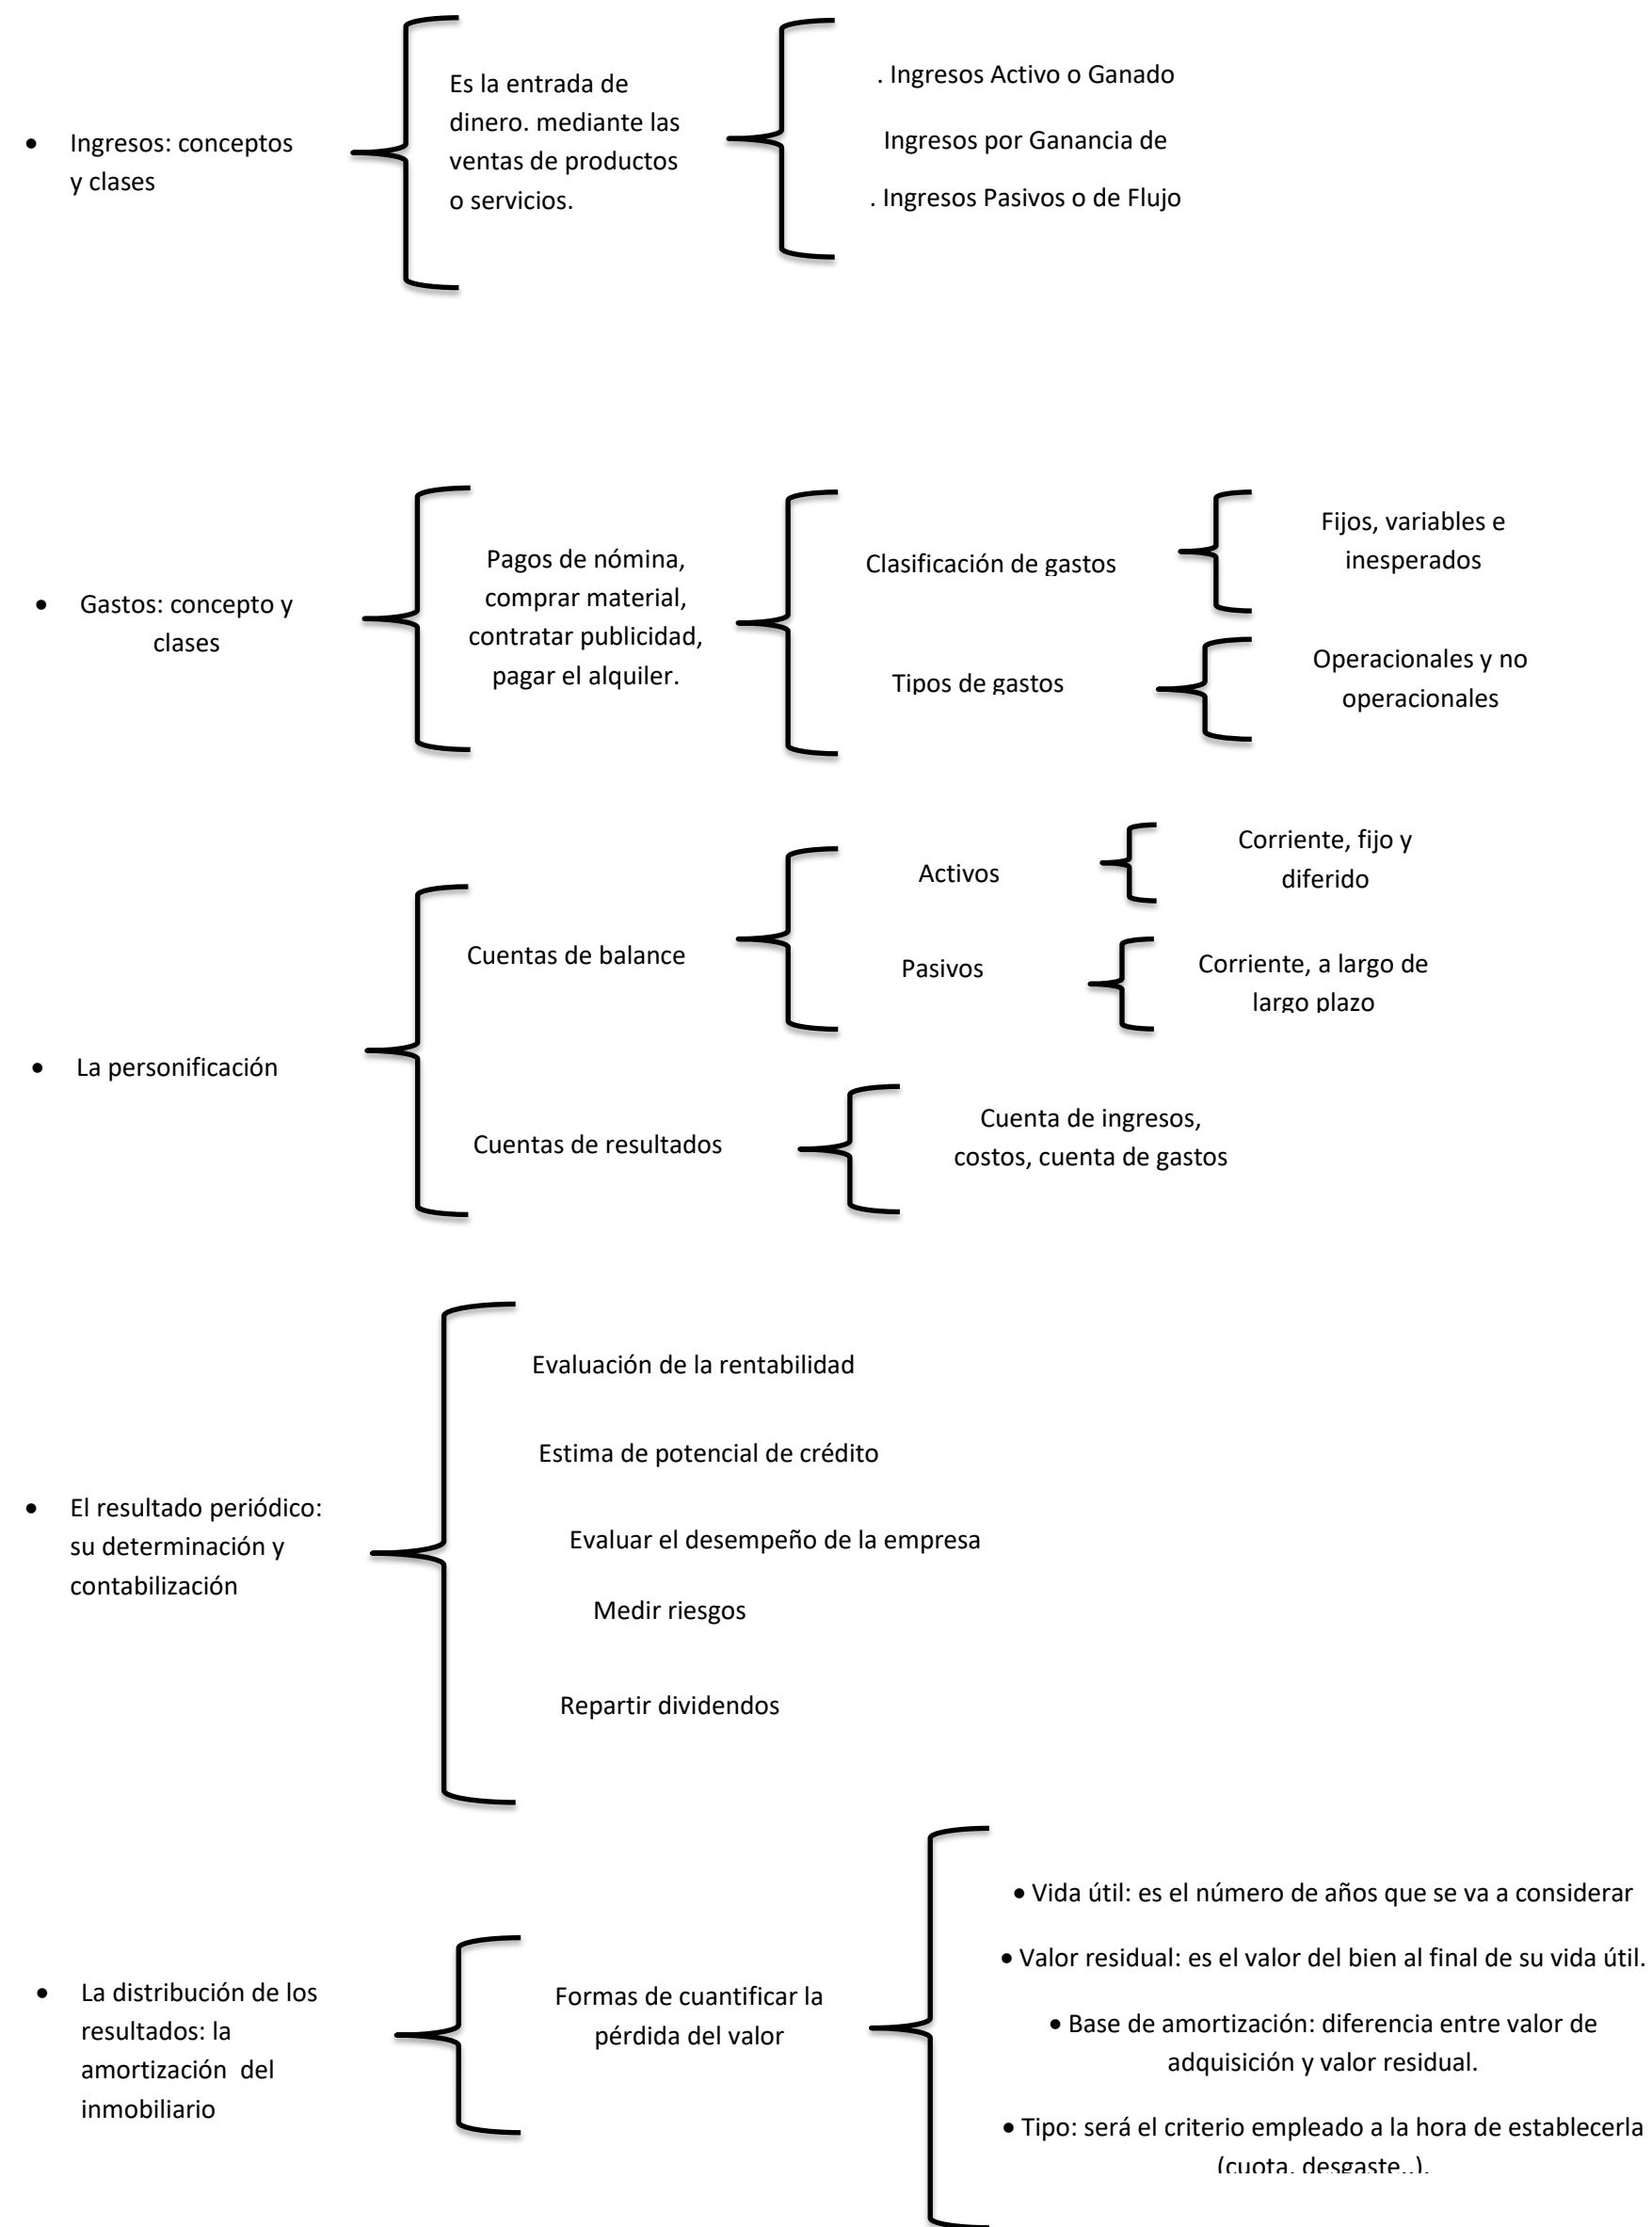 • Ingresos: conceptos
y clases
Es la entrada de
dinero. mediante las
ventas de productos
o servicios.
. Ingresos Activo o Ganado
Ingresos por Ganancia de
. Ingresos Pasivos o de Flujo
• Gastos: concepto y
clases
Pagos de nómina,
comprar material,
contratar publicidad,
pagar el alquiler.
Clasificación de gastos
Fijos, variables e
inesperados
Tipos de gastos
Operacionales y no
operacionales
• La personificación
Cuentas de balance
Activos
Corriente, fijo y
diferido
Pasivos
Corriente, a largo de
largo plazo
Cuentas de resultados
Cuenta de ingresos,
costos, cuenta de gastos
• El resultado periódico:
su determinación y
contabilización
Evaluación de la rentabilidad
Estima de potencial de crédito
Evaluar el desempeño de la empresa
Medir riesgos
Repartir dividendos
• La distribución de los
resultados: la
amortización del
inmobiliario
Formas de cuantificar la
pérdida del valor
• Vida útil: es el número de años que se va a considerar
• Valor residual: es el valor del bien al final de su vida útil.
• Base de amortización: diferencia entre valor de
adquisición y valor residual.
• Tipo: será el criterio empleado a la hora de establecerla
(cuota, desgaste..).